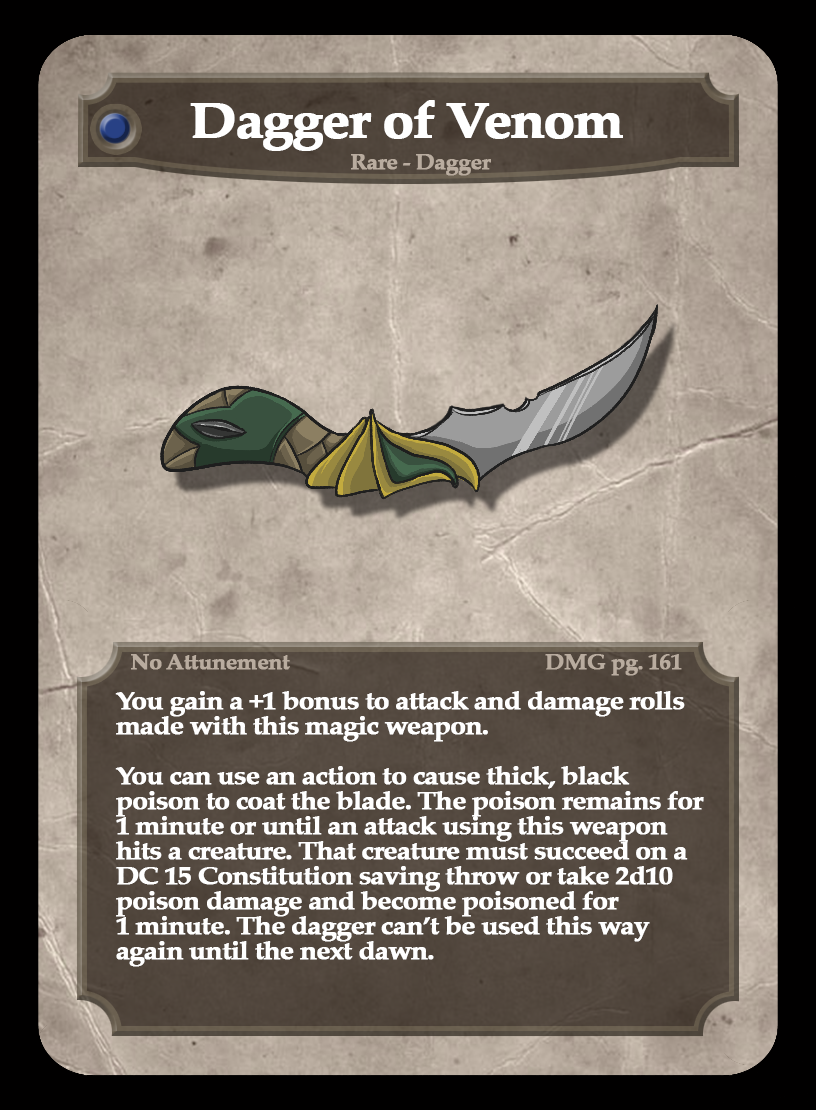 Dagger of Venom
Rare - Dagger
No Attunement
DMG pg. 161
You gain a +1 bonus to attack and damage rolls
made with this magic weapon.
You can use an action to cause thick, black
poison to coat the blade. The poison remains for
1 minute or until an attack using this weapon
hits a creature. That creature must succeed on a
DC 15 Constitution saving throw or take 2d10
poison damage and become poisoned for
1 minute. The dagger can't be used this way
again until the next dawn.